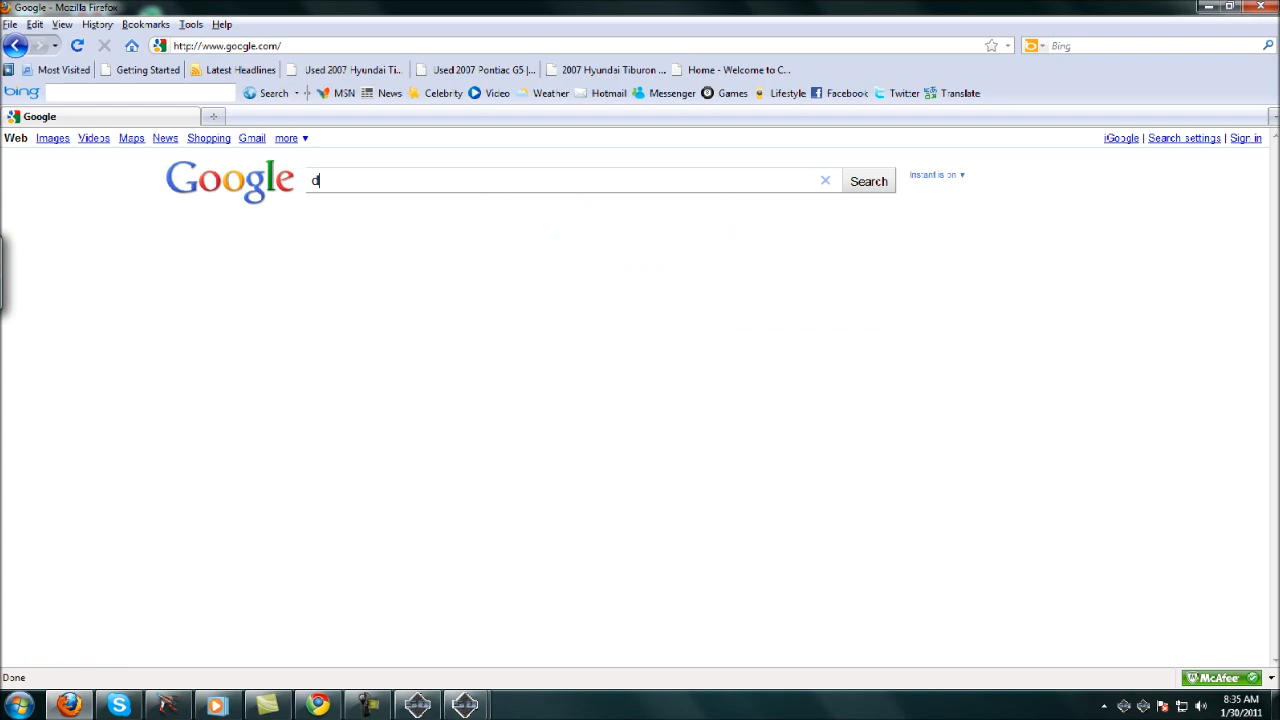 Google - Mozilla Firefox
File Edit View History Bookmarks Tools Help
http://www.google.com/ Bing
Most Visited Getting Started Latest Headlines Used 2007 Hyundai Ti... Used 2007 Pontiac G5 |... 2007 Hyundai Tiburon ... Home - Welcome to C...
bing Search MSN News Celebrity Video Weather Hotmail Messenger Games Lifestyle Facebook Twitter Translate
Google
Web Images Videos Maps News Shopping Gmail more ▼ iGoogle | Search settings | Sign in
Google d Search Instant is on ▼
Done McAfee
8:35 AM
1/30/2011